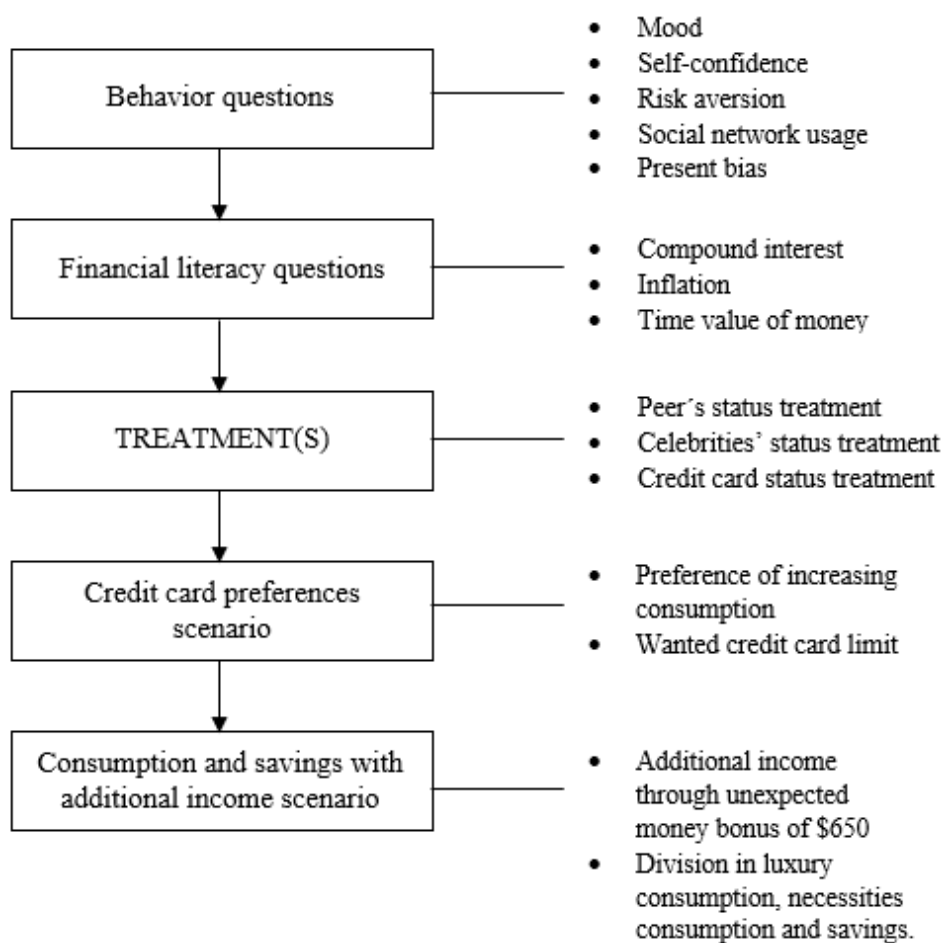 Behavior questions
• Mood
• Self-confidence
• Risk aversion
• Social network usage
• Present bias
Financial literacy questions
• Compound interest
• Inflation
• Time value of money
TREATMENT(S)
• Peer´s status treatment
• Celebrities’ status treatment
• Credit card status treatment
Credit card preferences
scenario
• Preference of increasing
consumption
• Wanted credit card limit
Consumption and savings with
additional income scenario
• Additional income
through unexpected
money bonus of $650
• Division in luxury
consumption, necessities
consumption and savings.